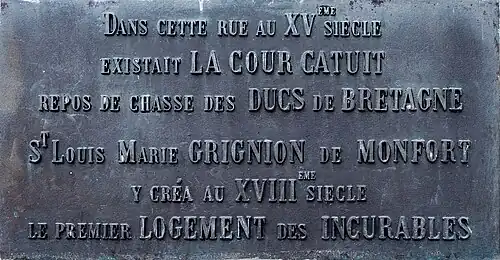 DANS CETTE RUE AU XVÈME SIÈCLE
EXISTAIT LA COUR CATUIT
REPOS DE CHASSE DES DUCS DE BRETAGNE
ST LOUIS MARIE GRIGNION DE MONFORT
Y CRÉA AU XVIIIÈME SIECLE
LE PREMIER LOGEMENT DES INCURABLES